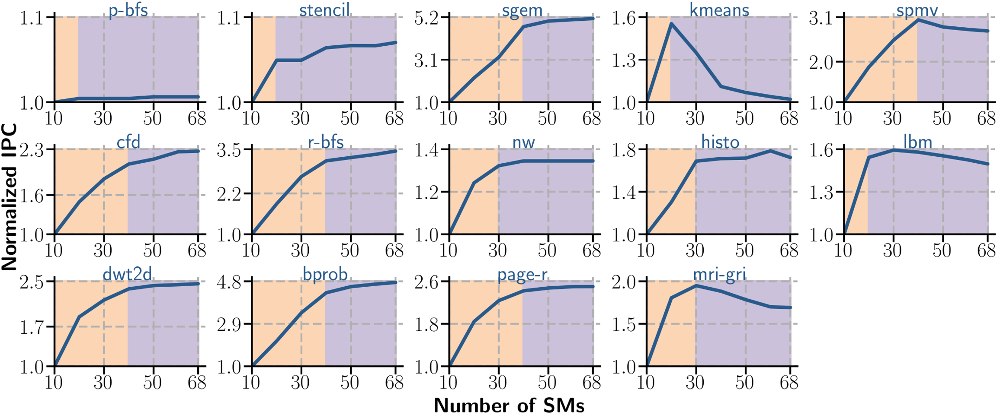 p-bfs stencil sgem kmeans spmv
1.1 1.1 5.2 1.6 3.1
3.1 1.3 2.0
1.0 1.0 1.0 1.0 1.0
10 30 50 68 10 30 50 68 10 30 50 68 10 30 50 68 10 30 50 68
Normalized IPC
cfd r-bfs nw histo lbm
2.3 3.5 1.4 1.8 1.6
1.6 2.2 1.2 1.4 1.3
1.0 1.0 1.0 1.0 1.0
10 30 50 68 10 30 50 68 10 30 50 68 10 30 50 68 10 30 50 68
dwt2d bprob page-r mri-gri
2.5 4.8 2.6 2.0
1.7 2.9 1.8 1.5
1.0 1.0 1.0 1.0
10 30 50 68 10 30 50 68 10 30 50 68 10 30 50 68
Number of SMs